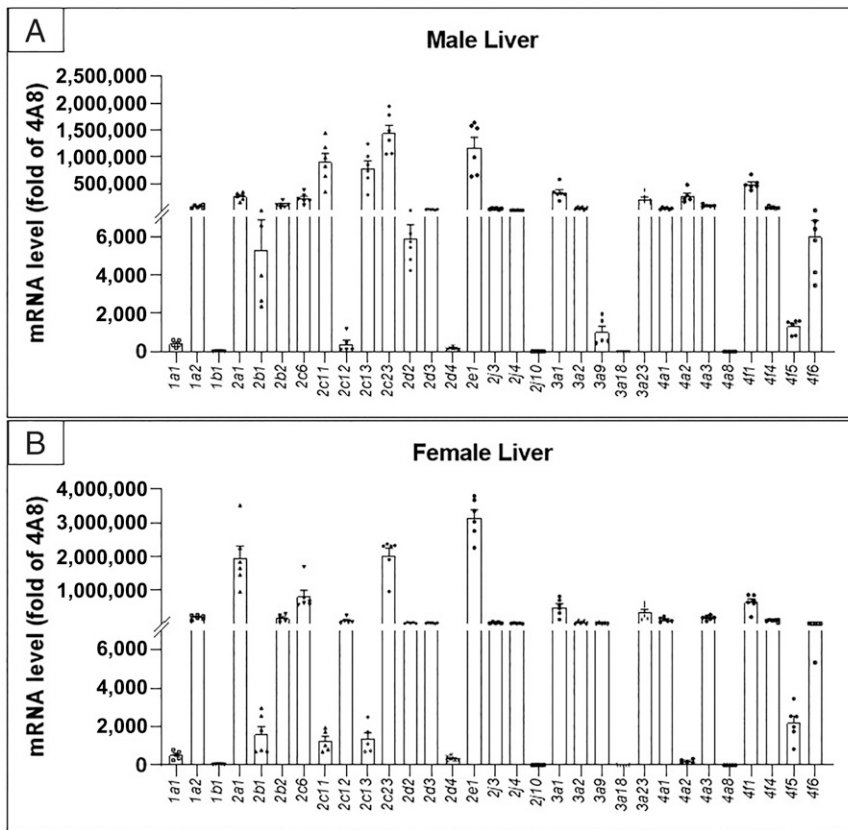 A
Male Liver
mRNA level (fold of 4A8)
2,500,000
2,000,000
1,500,000
1,000,000
500,000
6,000
4,000
2,000
0
1a1 1a2 1b1 2a1 2b1 2b2 2c6 2c11 2c12 2c13 2c23 2d2 2d3 2d4 2e1 2j3 2j4 2j10 3a1 3a2 3a9 3a18 3a23 4a1 4a2 4a3 4a8 4f1 4f4 4f5 4f6
B
Female Liver
mRNA level (fold of 4A8)
4,000,000
3,000,000
2,000,000
1,000,000
6,000
4,000
2,000
0
1a1 1a2 1b1 2a1 2b1 2b2 2c6 2c11 2c12 2c13 2c23 2d2 2d3 2d4 2e1 2j3 2j4 2j10 3a1 3a2 3a9 3a18 3a23 4a1 4a2 4a3 4a8 4f1 4f4 4f5 4f6